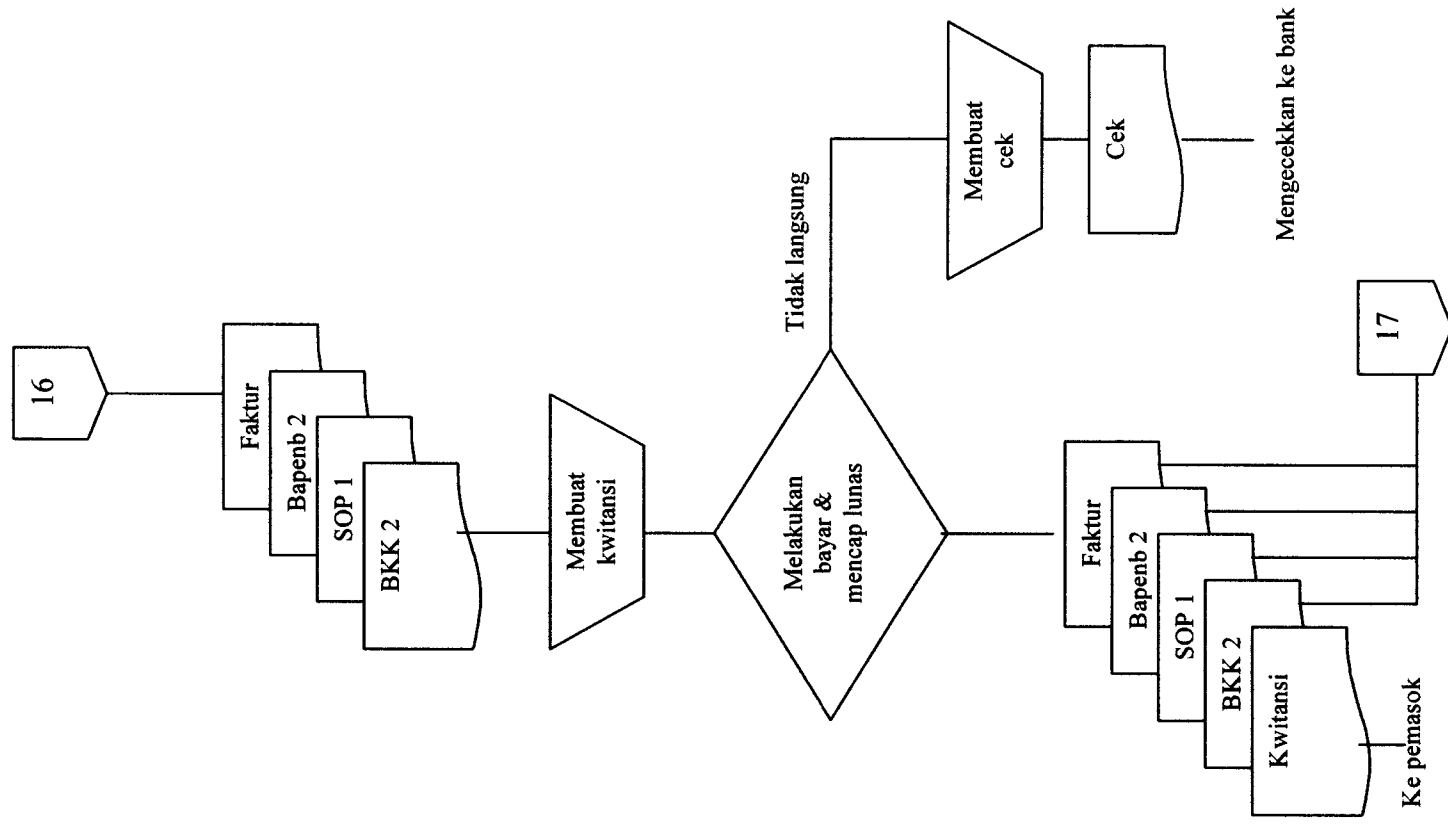 16
Faktur
Bapenb 2
SOP 1
BKK 2
Membuat
kwitansi
Melakukan
bayar &
mencap lunas
Tidak langsung
Membuat
cek
Cek
Mengecekkan ke bank
Faktur
Bapenb 2
SOP 1
BKK 2
Kwitansi
Ke pemasok
17